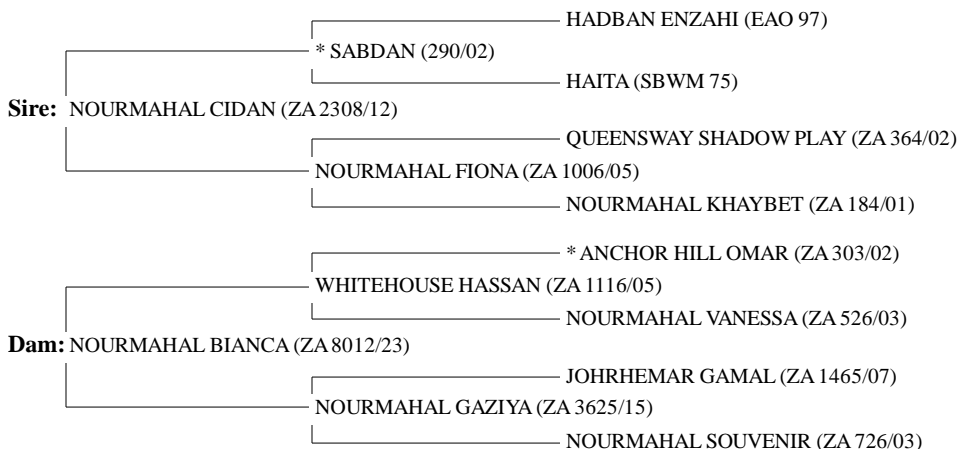 HADBAN ENZAHI (EAO 97)
* SABDAN (290/02)
HAITA (SBWM 75)
Sire: NOURMAHAL CIDAN (ZA 2308/12)
QUEENSWAY SHADOW PLAY (ZA 364/02)
NOURMAHAL FIONA (ZA 1006/05)
NOURMAHAL KHAYBET (ZA 184/01)
* ANCHOR HILL OMAR (ZA 303/02)
WHITEHOUSE HASSAN (ZA 1116/05)
NOURMAHAL VANESSA (ZA 526/03)
Dam: NOURMAHAL BIANCA (ZA 8012/23)
JOHRHEMAR GAMAL (ZA 1465/07)
NOURMAHAL GAZIYA (ZA 3625/15)
NOURMAHAL SOUVENIR (ZA 726/03)